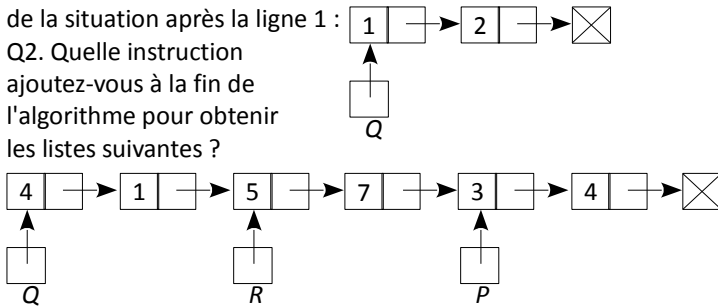 de la situation après la ligne 1 :
1 2
Q
Q2. Quelle instruction
ajoutez-vous à la fin de
l'algorithme pour obtenir
les listes suivantes ?
4 1 5 7 3 4
Q R P